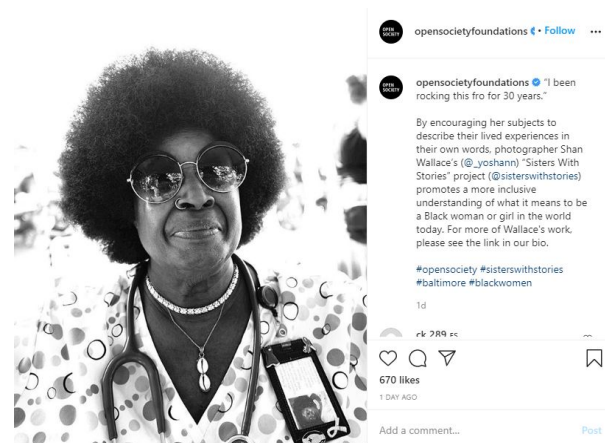 OPEN
SOCIETY
opensocietyfoundations • Follow
OPEN
SOCIETY
opensocietyfoundations “I been
rocking this fro for 30 years.”
By encouraging her subjects to
describe their lived experiences in
their own words, photographer Shan
Wallace’s (@_yoshann) “Sisters With
Stories” project (@sisterswithstories)
promotes a more inclusive
understanding of what it means to be
a Black woman or girl in the world
today. For more of Wallace’s work,
please see the link in our bio.
#opensociety #sisterswithstories
#baltimore #blackwomen
1d
670 likes
1 DAY AGO
Add a comment...
Post